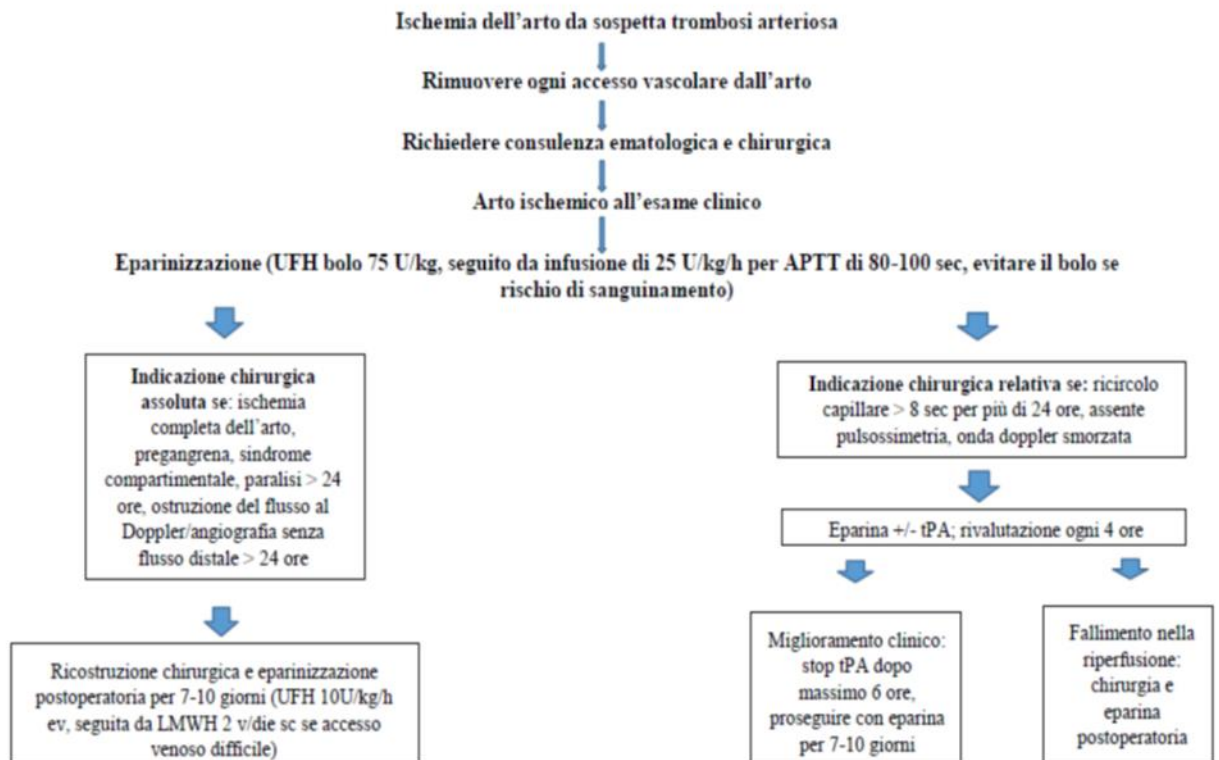 Ischemia dell'arto da sospetta trombosi arteriosa
Rimuovere ogni accesso vascolare dall'arto
Richiedere consulenza ematologica e chirurgica
Arto ischemico all'esame clinico
Eparinizzazione (UFH bolo 75 U/kg, seguito da infusione di 25 U/kg/h per APTT di 80-100 sec, evitare il bolo se
rischio di sanguinamento)
Indicazione chirurgica
assoluta se: ischemia
completa dell'arto,
pregangrena, sindrome
compartimentale, paralisi > 24
ore, ostruzione del flusso al
Doppler/angiografia senza
flusso distale > 24 ore
Ricostruzione chirurgica e eparinizzazione
postoperatoria per 7-10 giorni (UFH 10U/kg/h
ev, seguita da LMWH 2 v/die sc se accesso
venoso difficile)
Indicazione chirurgica relativa se: ricircolo
capillare > 8 sec per più di 24 ore, assente
pulsossimetria, onda doppler smorzata
Eparina +/- tPA; rivalutazione ogni 4 ore
Miglioramento clinico:
stop tPA dopo
massimo 6 ore,
proseguire con eparina
per 7-10 giorni
Fallimento nella
riperfusione:
chirurgia e
eparina
postoperatoria